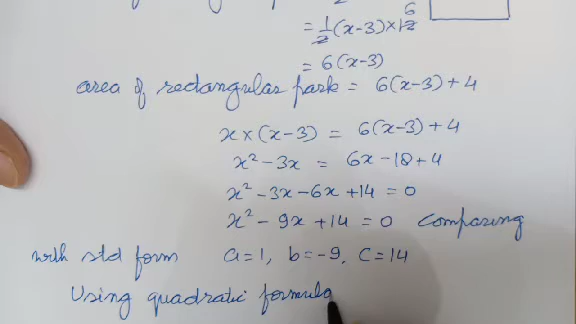 6
= 1/2 (x-3) × 12
= 6(x-3)
area of rectangular park = 6(x-3)+4
x×(x-3) = 6(x-3)+4
x² - 3x = 6x - 18 + 4
x² - 3x - 6x + 14 = 0
x² - 9x + 14 = 0 Comparing
with std form a=1, b=-9, c=14
Using quadratic formula